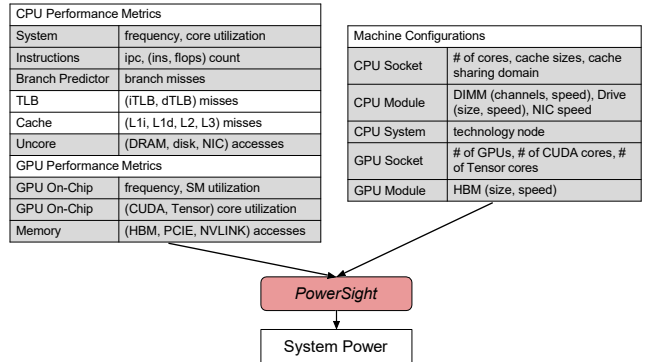 CPU Performance Metrics
System frequency, core utilization
Instructions ipc, (ins, flops) count
Branch Predictor branch misses
TLB (iTLB, dTLB) misses
Cache (L1i, L1d, L2, L3) misses
Uncore (DRAM, disk, NIC) accesses
GPU Performance Metrics
GPU On-Chip frequency, SM utilization
GPU On-Chip (CUDA, Tensor) core utilization
Memory (HBM, PCIE, NVLINK) accesses
Machine Configurations
CPU Socket # of cores, cache sizes, cache
sharing domain
CPU Module DIMM (channels, speed), Drive
(size, speed), NIC speed
CPU System technology node
GPU Socket # of GPUs, # of CUDA cores, #
of Tensor cores
GPU Module HBM (size, speed)
PowerSight
System Power